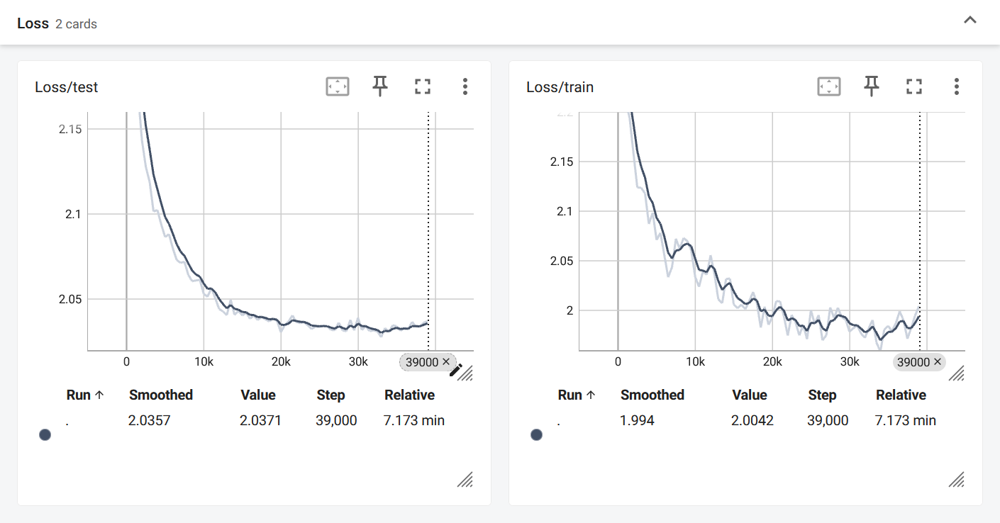 Loss 2 cards
Loss/test
2.15
2.1
2.05
0 10k 20k 30k 39000 ×
Run ↑ Smoothed Value Step Relative
. 2.0357 2.0371 39,000 7.173 min
Loss/train
2.2
2.15
2.1
2.05
2
0 10k 20k 30k 39000 ×
Run ↑ Smoothed Value Step Relative
. 1.994 2.0042 39,000 7.173 min